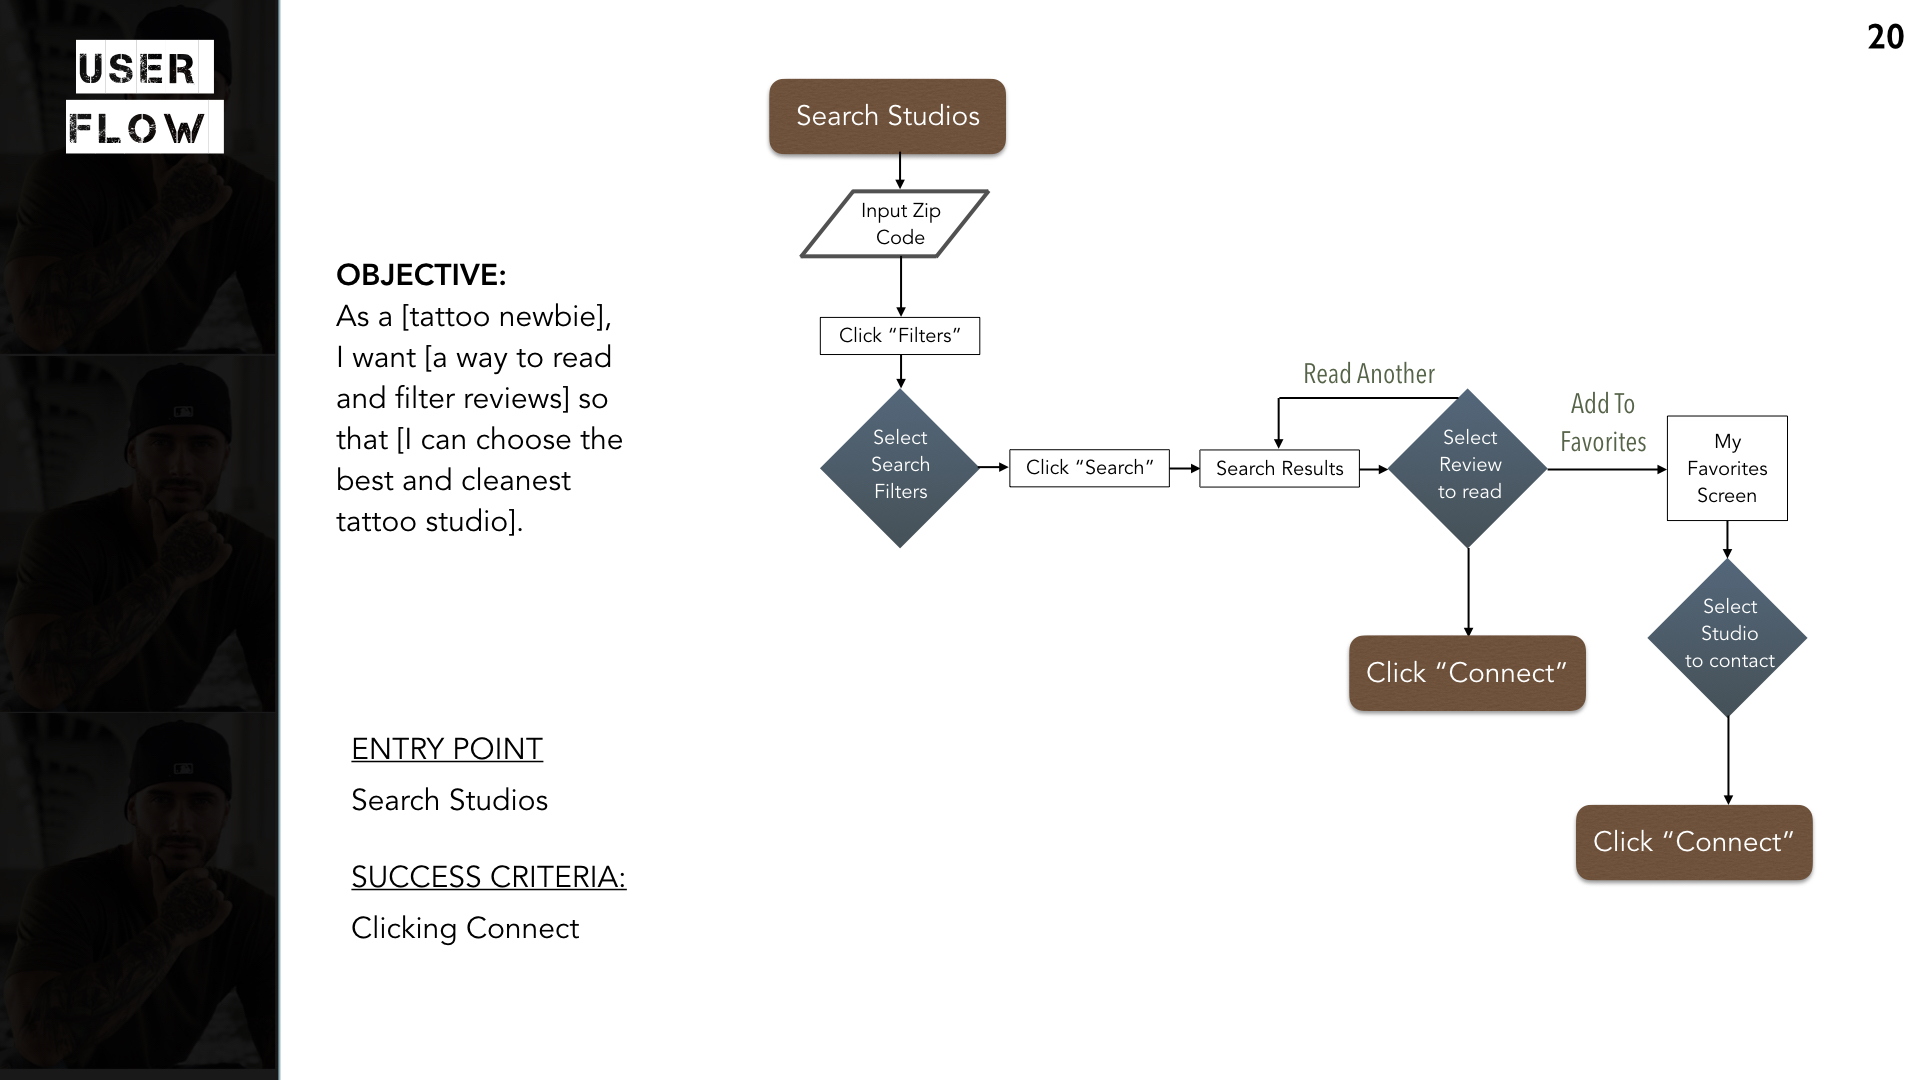 USER
FLOW
20
OBJECTIVE:
As a [tattoo newbie],
I want [a way to read
and filter reviews] so
that [I can choose the
best and cleanest
tattoo studio].
ENTRY POINT
Search Studios
SUCCESS CRITERIA:
Clicking Connect
Search Studios
Input Zip
Code
Click “Filters”
Select
Search
Filters
Click “Search”
Search Results
Read Another
Select
Review
to read
Add To
Favorites
My
Favorites
Screen
Click “Connect”
Select
Studio
to contact
Click “Connect”